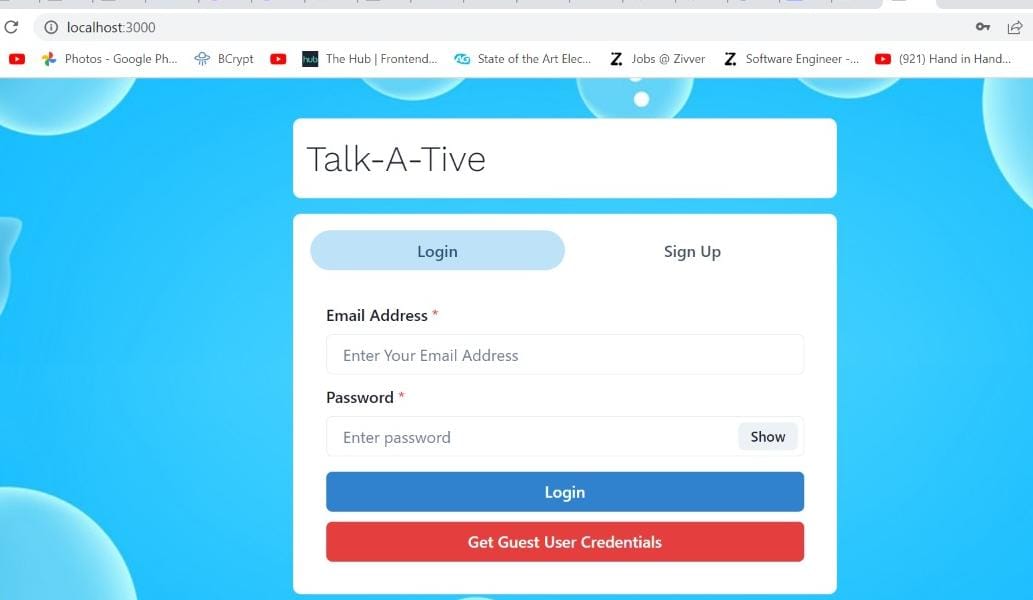 localhost:3000
Photos - Google Ph... BCrypt hub The Hub | Frontend... AG State of the Art Elec... Z. Jobs @ Zivver Z. Software Engineer -... (921) Hand in Hand...
Talk-A-Tive
Login Sign Up
Email Address *
Enter Your Email Address
Password *
Enter password Show
Login
Get Guest User Credentials